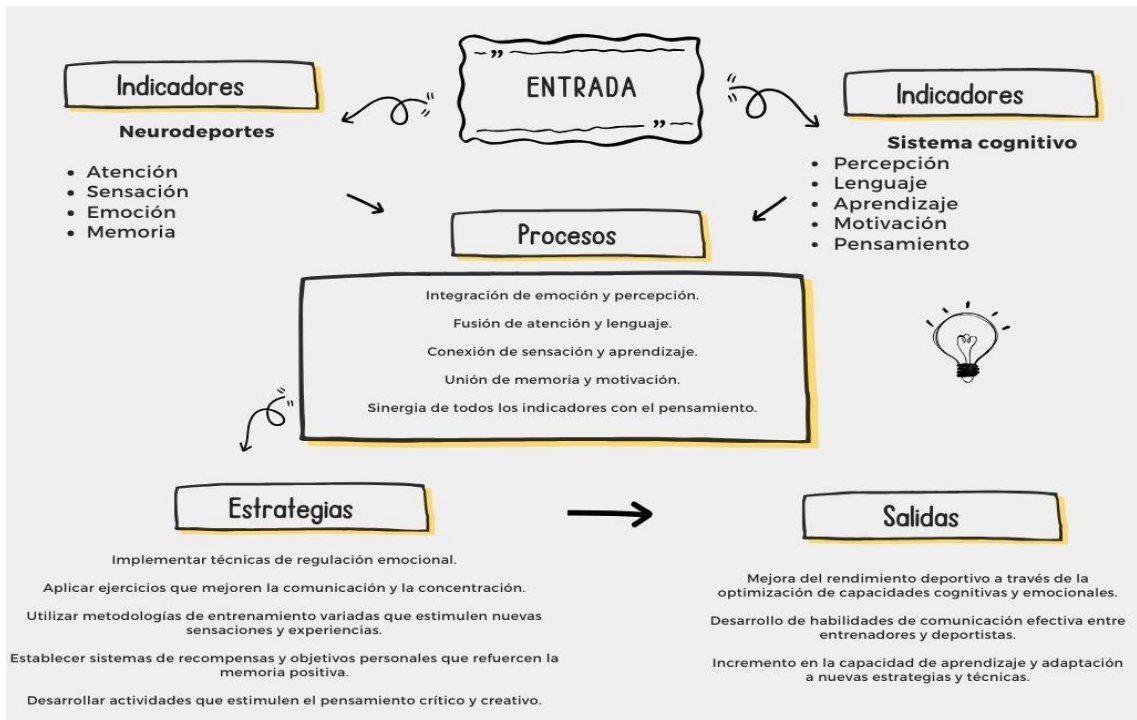 ENTRADA
Indicadores
Neurodeportes
• Atención
• Sensación
• Emoción
• Memoria
Indicadores
Sistema cognitivo
• Percepción
• Lenguaje
• Aprendizaje
• Motivación
• Pensamiento
Procesos
Integración de emoción y percepción.
Fusión de atención y lenguaje.
Conexión de sensación y aprendizaje.
Unión de memoria y motivación.
Sinergia de todos los indicadores con el pensamiento.
Estrategias
Implementar técnicas de regulación emocional.
Aplicar ejercicios que mejoren la comunicación y la concentración.
Utilizar metodologías de entrenamiento variadas que estimulen nuevas
sensaciones y experiencias.
Establecer sistemas de recompensas y objetivos personales que refuercen la
memoria positiva.
Desarrollar actividades que estimulen el pensamiento crítico y creativo.
Salidas
Mejora del rendimiento deportivo a través de la
optimización de capacidades cognitivas y emocionales.
Desarrollo de habilidades de comunicación efectiva entre
entrenadores y deportistas.
Incremento en la capacidad de aprendizaje y adaptación
a nuevas estrategias y técnicas.